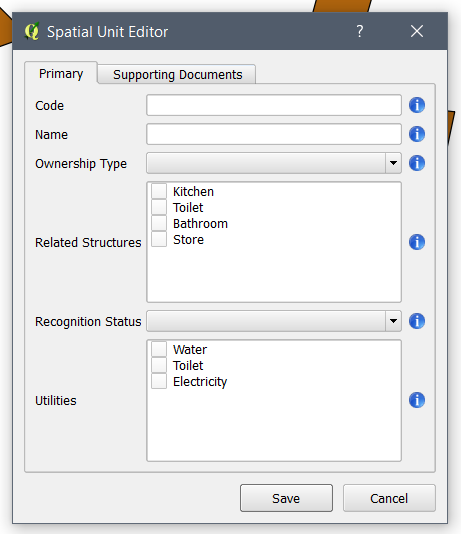 Spatial Unit Editor
?
Primary
Supporting Documents
Code
Name
Ownership Type
Related Structures
Kitchen
Toilet
Bathroom
Store
Recognition Status
Utilities
Water
Toilet
Electricity
Save
Cancel